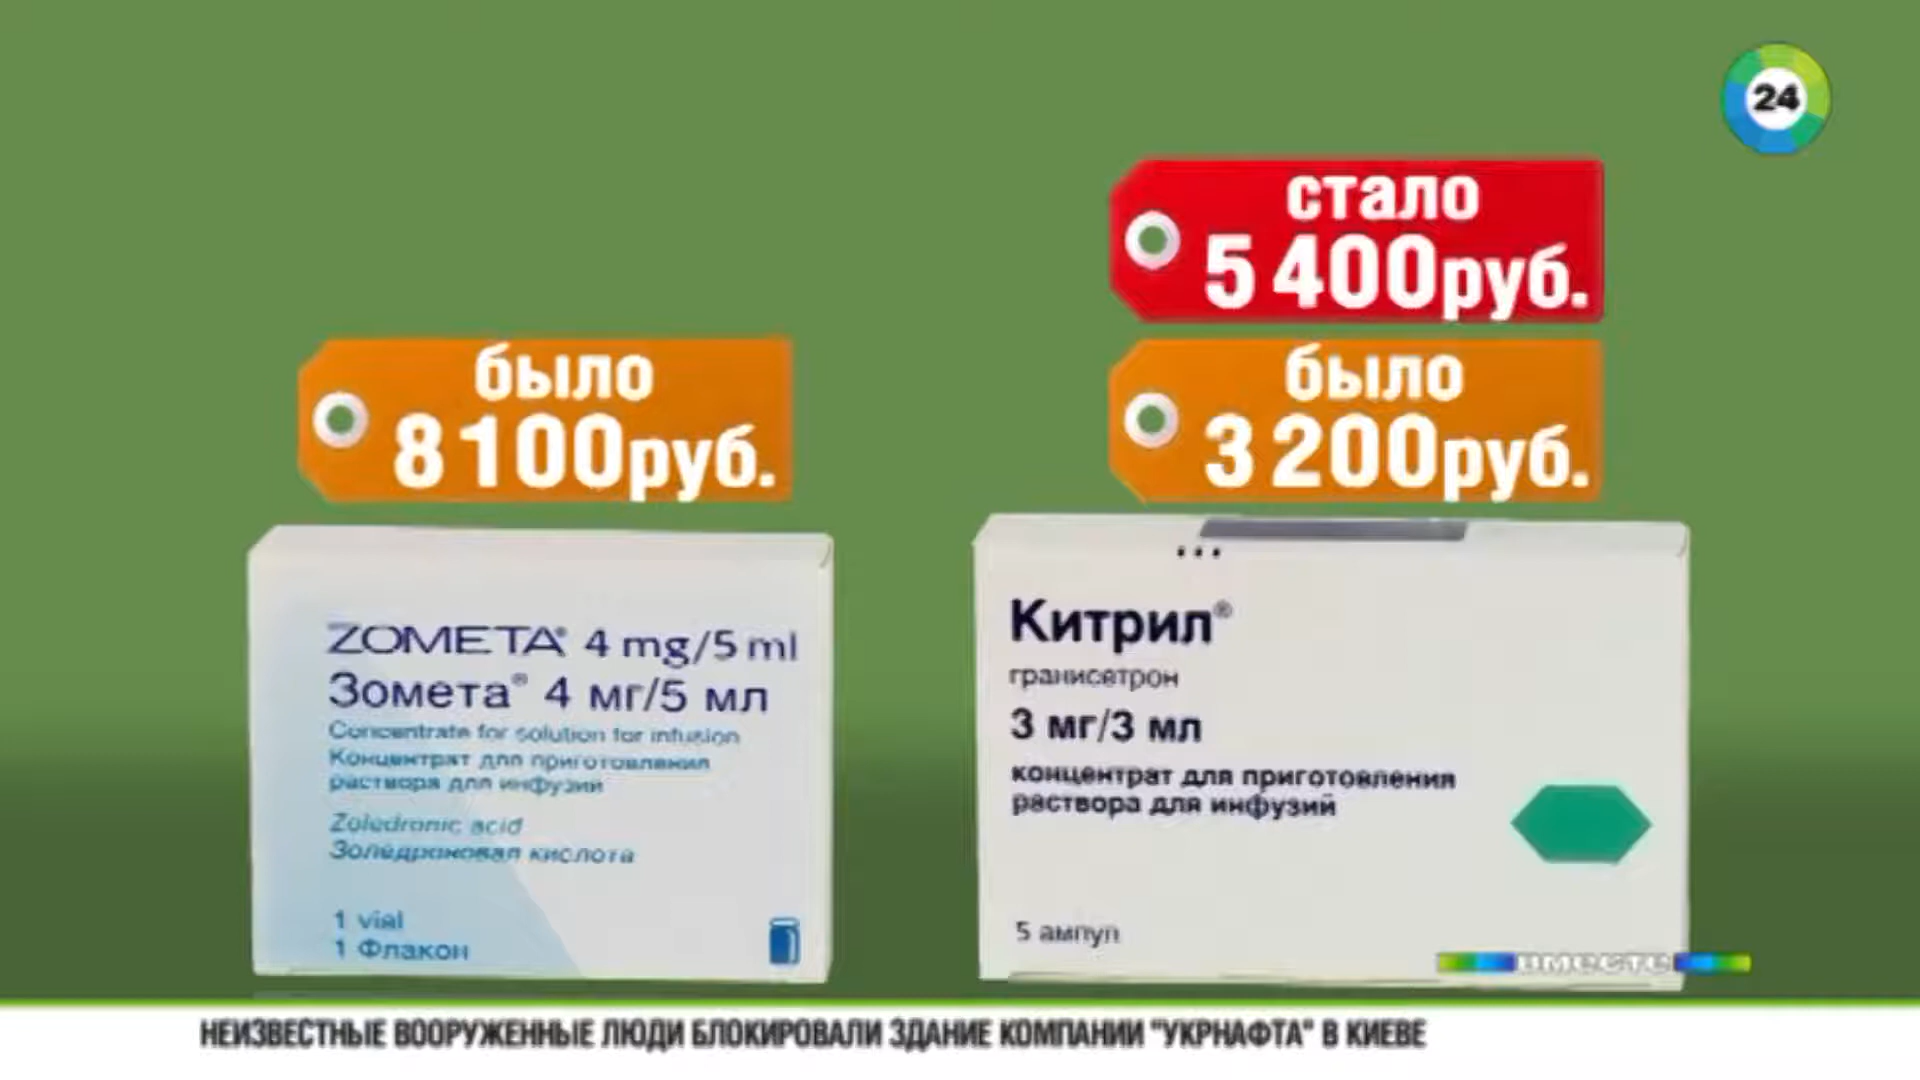 24
стало
5 400руб.
было
8 100руб.
было
3 200руб.
ZOMETA® 4 mg/5 ml
Зомета® 4 мг/5 мл
Concentrate for solution for infusion
Концентрат для приготовления
раствора для инфузий
Zoledronic acid
Золедроновая кислота
1 vial
1 Флакон
Китрил®
гранисетрон
3 мг/3 мл
концентрат для приготовления
раствора для инфузий
5 ампул
вместе
НЕИЗВЕСТНЫЕ ВООРУЖЕННЫЕ ЛЮДИ БЛОКИРОВАЛИ ЗДАНИЕ КОМПАНИИ "УКРНАФТА" В КИЕВЕ